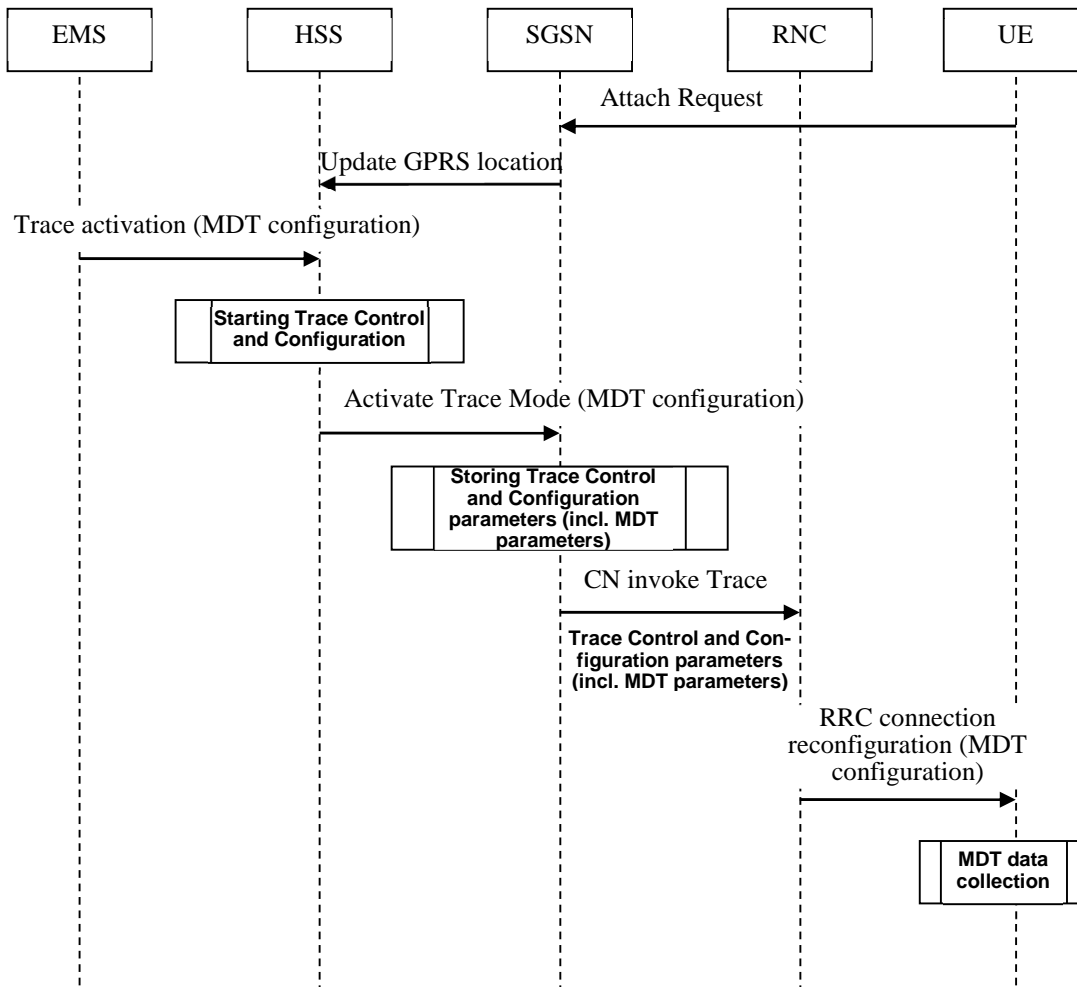 EMS
HSS
SGSN
RNC
UE
Attach Request
Update GPRS location
Trace activation (MDT configuration)
Starting Trace Control
and Configuration
Activate Trace Mode (MDT configuration)
Storing Trace Control
and Configuration
parameters (incl. MDT
parameters)
CN invoke Trace
Trace Control and Con-
figuration parameters
(incl. MDT parameters)
RRC connection
reconfiguration (MDT
configuration)
MDT data
collection